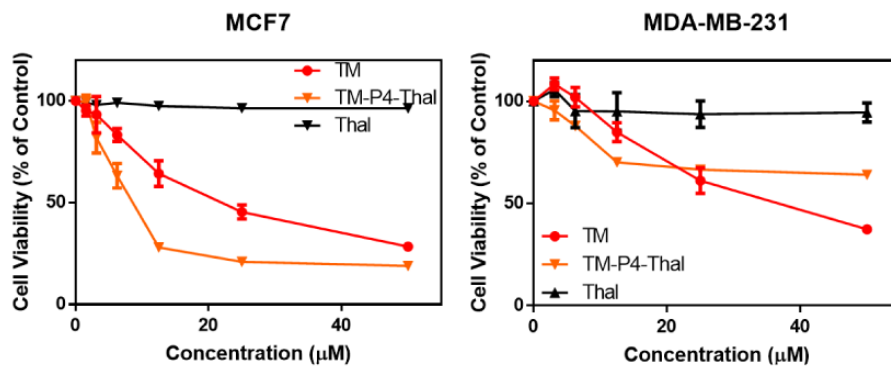 MCF7
Cell Viability (% of Control)
100
50
0
0
20
40
Concentration (μM)
TM
TM-P4-Thal
Thal
MDA-MB-231
Cell Viability (% of Control)
100
50
0
0
20
40
Concentration (μM)
TM
TM-P4-Thal
Thal